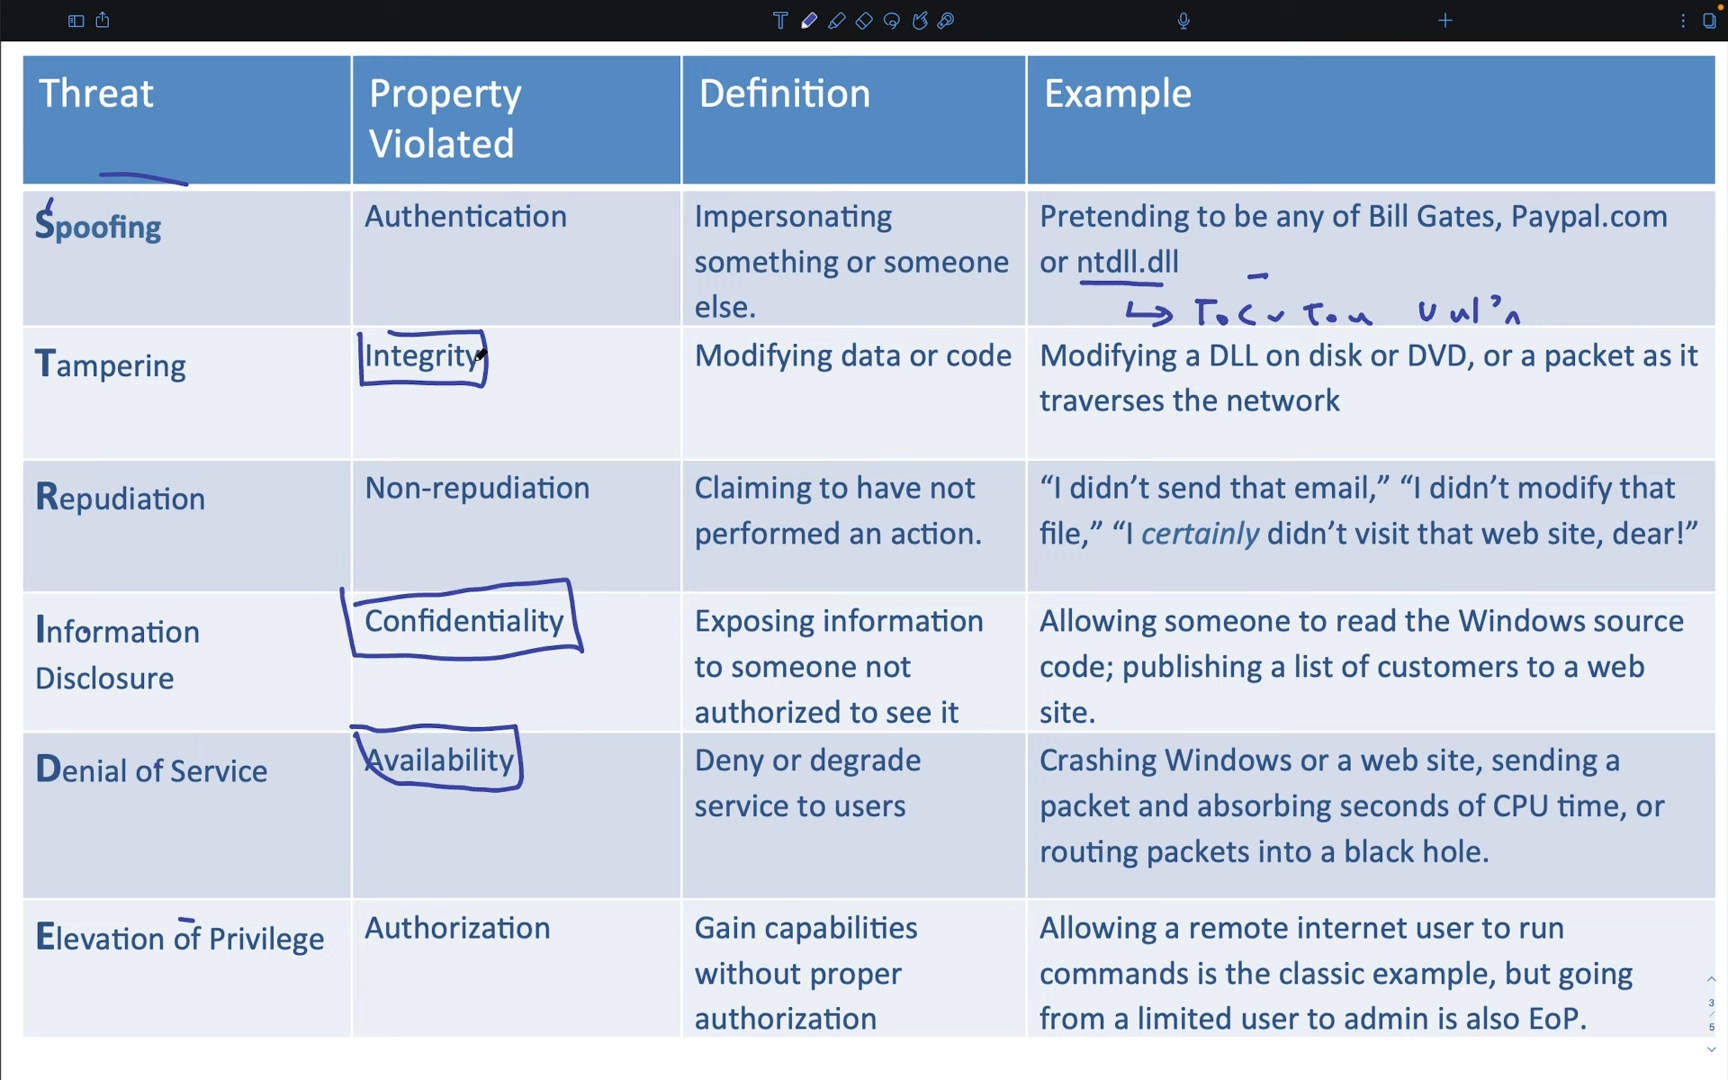 Threat
Property
Violated
Definition
Example
Spoofing
Authentication
Impersonating
something or someone
else.
Pretending to be any of Bill Gates, Paypal.com
or ntdll.dll
Tampering
Integrity
Modifying data or code
Modifying a DLL on disk or DVD, or a packet as it
traverses the network
Repudiation
Non-repudiation
Claiming to have not
performed an action.
“I didn’t send that email,” “I didn’t modify that
file,” “I certainly didn’t visit that web site, dear!”
Information
Disclosure
Confidentiality
Exposing information
to someone not
authorized to see it
Allowing someone to read the Windows source
code; publishing a list of customers to a web
site.
Denial of Service
Availability
Deny or degrade
service to users
Crashing Windows or a web site, sending a
packet and absorbing seconds of CPU time, or
routing packets into a black hole.
Elevation of Privilege
Authorization
Gain capabilities
without proper
authorization
Allowing a remote internet user to run
commands is the classic example, but going
from a limited user to admin is also EoP.
3
/
5